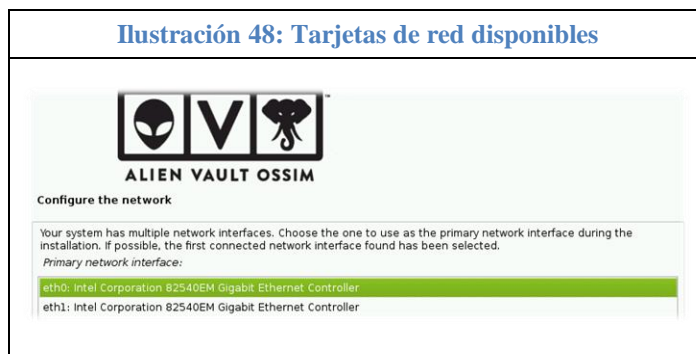 Ilustración 48: Tarjetas de red disponibles
V
™
ALIEN VAULT OSSIM
Configure the network
Your system has multiple network interfaces. Choose the one to use as the primary network interface during the
installation. If possible, the first connected network interface found has been selected.
Primary network interface:
eth0: Intel Corporation 82540EM Gigabit Ethernet Controller
eth1: Intel Corporation 82540EM Gigabit Ethernet Controller